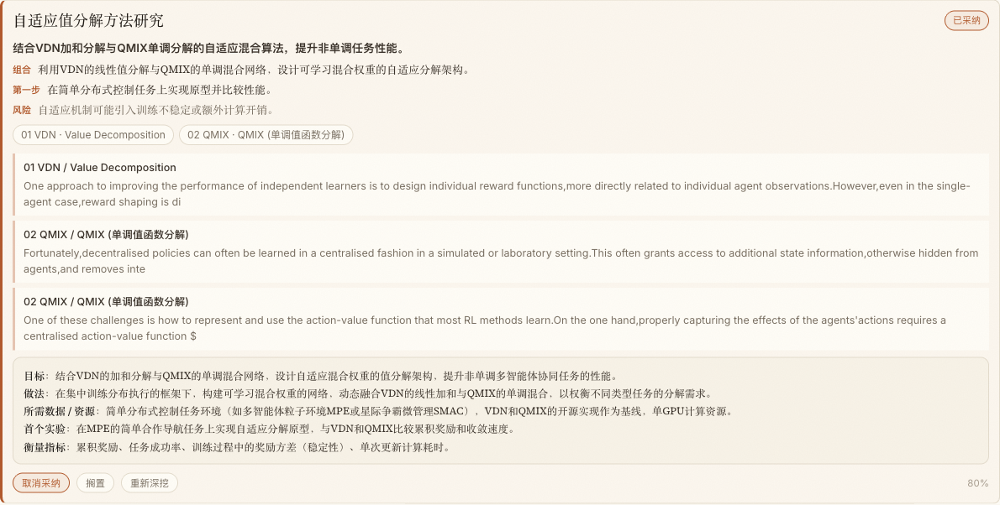 自适应值分解方法研究
已采纳
结合VDN加和分解与QMIX单调分解的自适应混合算法，提升非单调任务性能。
组合 利用VDN的线性值分解与QMIX的单调混合网络，设计可学习混合权重的自适应分解架构。
第一步 在简单分布式控制任务上实现原型并比较性能。
风险 自适应机制可能引入训练不稳定或额外计算开销。
01 VDN · Value Decomposition 02 QMIX · QMIX (单调值函数分解)
01 VDN / Value Decomposition
One approach to improving the performance of independent learners is to design individual reward functions,more directly related to individual agent observations.However,even in the single-
agent case,reward shaping is di
02 QMIX / QMIX (单调值函数分解)
Fortunately,decentralised policies can often be learned in a centralised fashion in a simulated or laboratory setting.This often grants access to additional state information,otherwise hidden from
agents,and removes inte
02 QMIX / QMIX (单调值函数分解)
One of these challenges is how to represent and use the action-value function that most RL methods learn.On the one hand,properly capturing the effects of the agents'actions requires a
centralised action-value function $
目标：结合VDN的加和分解与QMIX的单调混合网络，设计自适应混合权重的值分解架构，提升非单调多智能体协同任务的性能。
做法：在集中训练分布执行的框架下，构建可学习混合权重的网络，动态融合VDN的线性加和与QMIX的单调混合，以权衡不同类型任务的分解需求。
所需数据 / 资源：简单分布式控制任务环境（如多智能体粒子环境MPE或星际争霸微管理SMAC），VDN和QMIX的开源实现作为基线，单GPU计算资源。
首个实验：在MPE的简单合作导航任务上实现自适应分解原型，与VDN和QMIX比较累积奖励和收敛速度。
衡量指标：累积奖励、任务成功率、训练过程中的奖励方差（稳定性）、单次更新计算耗时。
取消采纳 搁置 重新深挖 80%